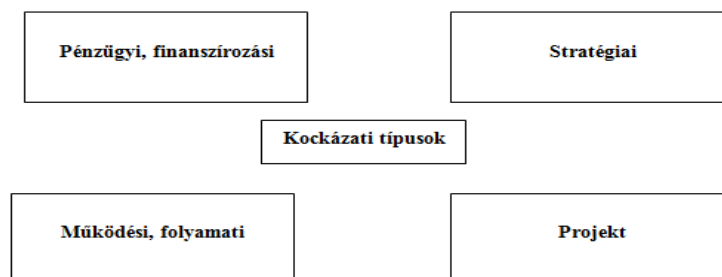 Pénzügyi, finanszírozási
Stratégiai
Kockázati típusok
Működési, folyamati
Projekt